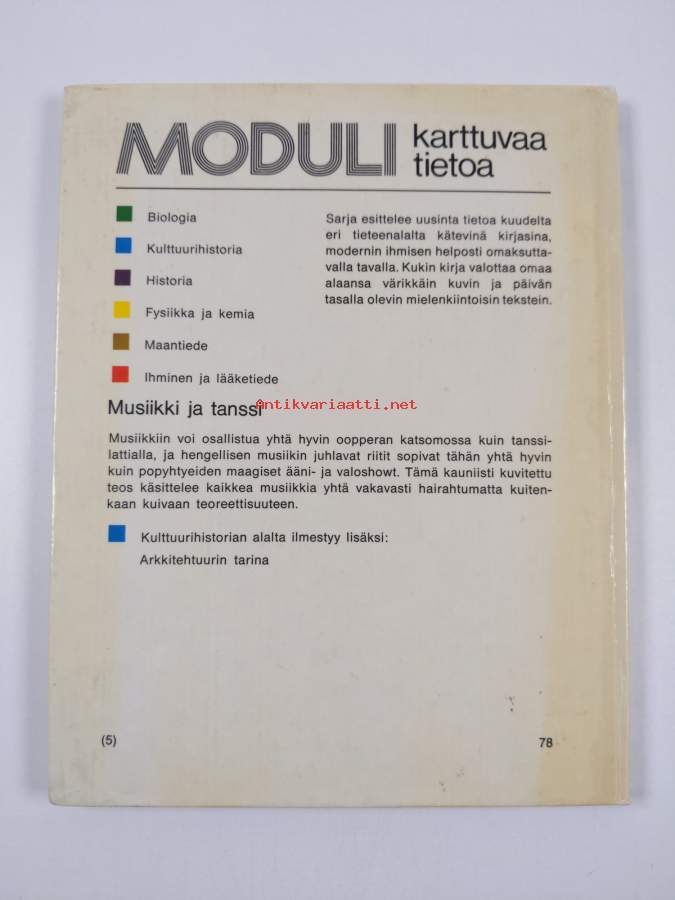 MODULI karttuvaa
tietoa
Biologia
Kulttuurihistoria
Historia
Fysiikka ja kemia
Maantiede
Ihminen ja lääketiede
Sarja esittelee uusinta tietoa kuudelta
eri tieteenalalta kätevinä kirjasina,
modernin ihmisen helposti omaksutta-
valla tavalla. Kukin kirja valottaa omaa
alaansa värikkäin kuvin ja päivän
tasalla olevin mielenkiintoisin tekstein.
Antikvariaatti.net
Musiikki ja tanssi
Musiikkiin voi osallistua yhtä hyvin oopperan katsomossa kuin tanssi-
lattialla, ja hengellisen musiikin juhlavat riitit sopivat tähän yhtä hyvin
kuin popyhtyeiden maagiset ääni- ja valoshowt. Tämä kauniisti kuvitettu
teos käsittelee kaikkea musiikkia yhtä vakavasti hairahtumatta kuiten-
kaan kuivaan teoreettisuuteen.
Kulttuurihistorian alalta ilmestyy lisäksi:
Arkkitehtuurin tarina
(5) 78